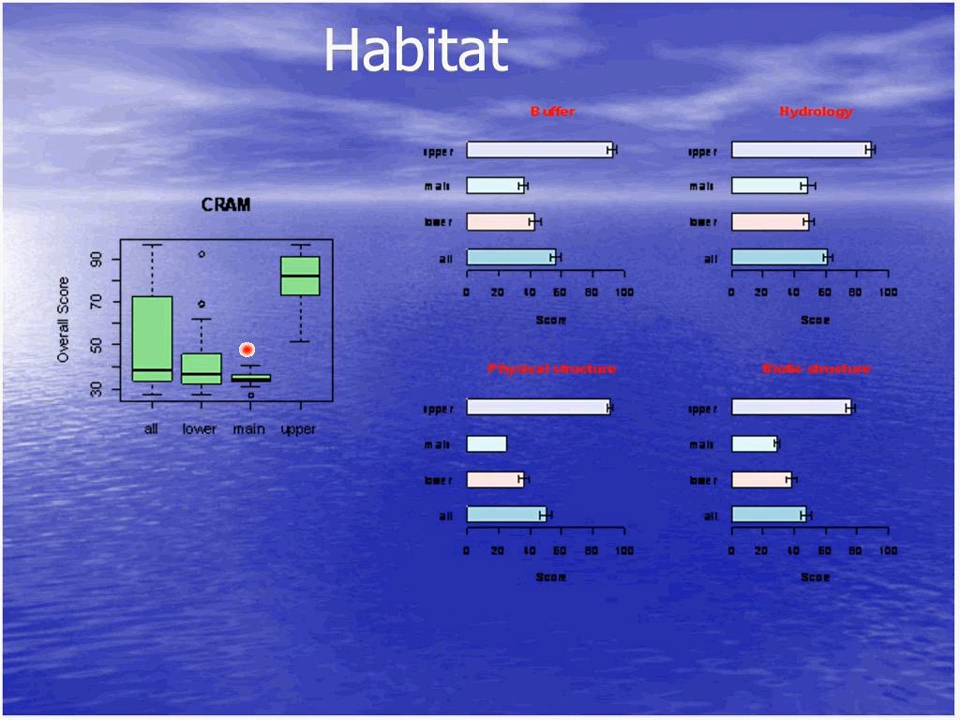 Habitat
CRAM
Overall Score
90
70
50
30
all lower main upper
Buffer
upper
main
lower
all
0 20 40 60 80 100
Score
Hydrology
upper
main
lower
all
0 20 40 60 80 100
Score
Physical structure
upper
main
lower
all
0 20 40 60 80 100
Score
Biotic structure
upper
main
lower
all
0 20 40 60 80 100
Score